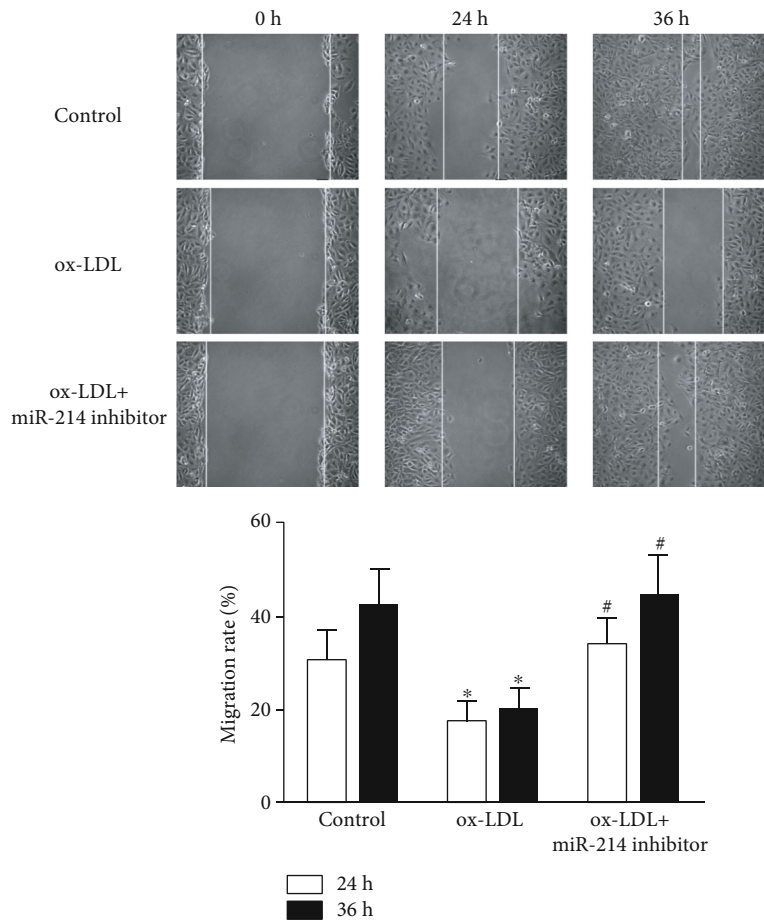 0 h 24 h 36 h
Control
ox-LDL
ox-LDL+
miR-214 inhibitor
Migration rate (%)
60
40
20
0
*
*
#
#
Control ox-LDL ox-LDL+
miR-214 inhibitor
24 h
36 h